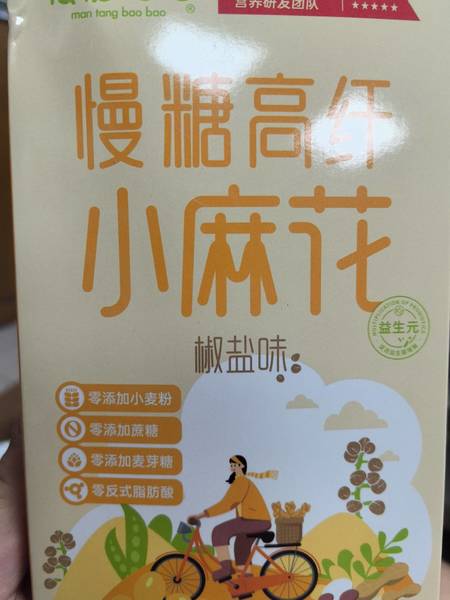 man tang bao bao
®
营养研发团队
★★★★★
慢糖高纤
小麻花
椒盐味
益生元
零添加小麦粉
零添加蔗糖
零添加麦芽糖
零反式脂肪酸